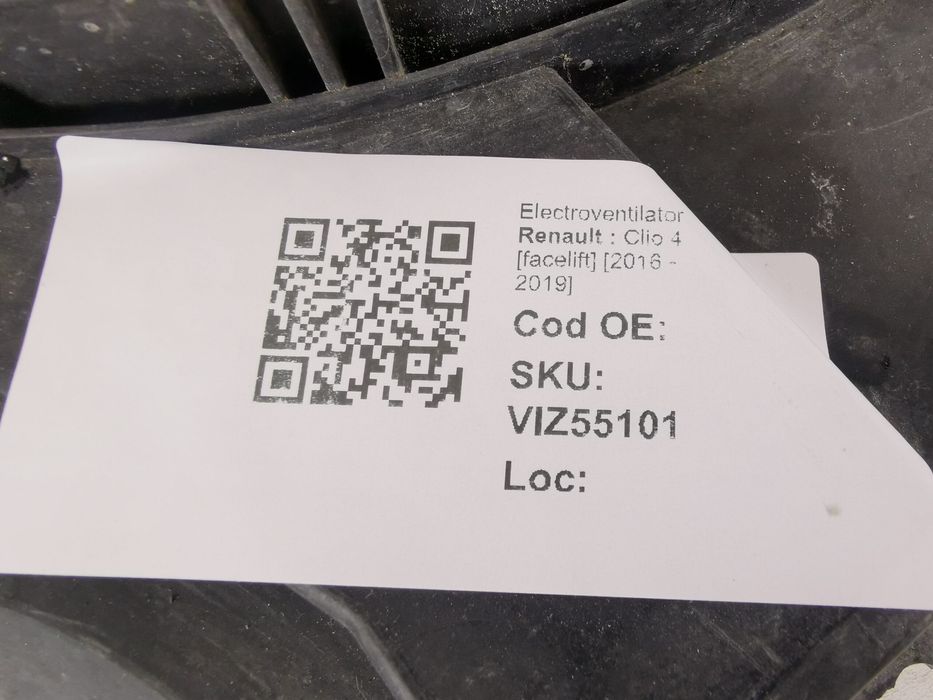 Electroventilator
Renault : Clio 4
[facelift] [2016 -
2019]
Cod OE:
SKU:
VIZ55101
Loc: